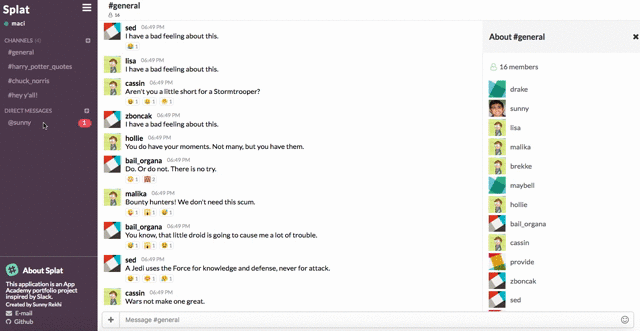 Splat
maci
CHANNELS (4)
#general
#harry_potter_quotes
#chuck_norris
#hey y'all!
DIRECT MESSAGES
@sunny 1
About Splat
This application is an App
Academy portfolio project
inspired by Slack.
Created by Sunny Rekhi
E-mail
Github
#general
16
sed 06:49 PM
I have a bad feeling about this.
1
lisa 06:49 PM
I have a bad feeling about this.
cassin 06:49 PM
Aren't you a little short for a Stormtrooper?
1 1 1
zboncak 06:49 PM
I have a bad feeling about this.
hollie 06:49 PM
You do have your moments. Not many, but you have them.
bail_organa 06:49 PM
Do. Or do not. There is no try.
1 2
malika 06:49 PM
Bounty hunters! We don't need this scum.
1 1 1
bail_organa 06:49 PM
You know, that little droid is going to cause me a lot of trouble.
1 1 1
sed 06:49 PM
A Jedi uses the Force for knowledge and defense, never for attack.
1 1 1
cassin 06:49 PM
Wars not make one great.
Message #general
About #general
16 members
drake
sunny
lisa
malika
brekke
maybell
hollie
bail_organa
cassin
provide
zboncak
sed